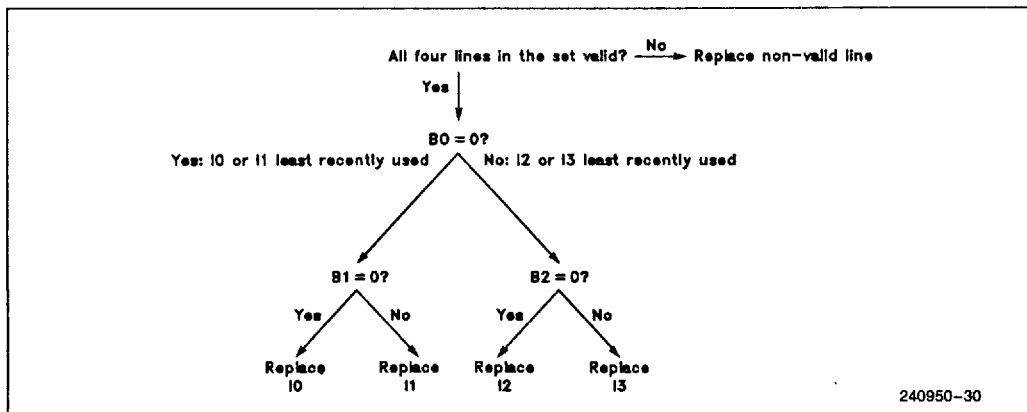 All four lines in the set valid? No Replace non-valid line
Yes
B0 = 0?
Yes: l0 or l1 least recently used No: l2 or l3 least recently used
B1 = 0? B2 = 0?
Yes No Yes No
Replace Replace Replace Replace
l0 l1 l2 l3
240950-30